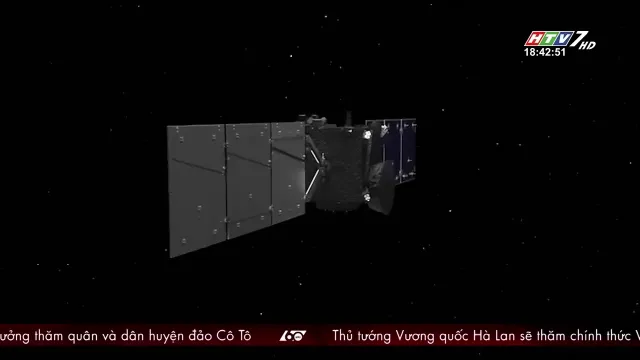 HTV7 HD
18:42:51
ưởng thăm quân và dân huyện đảo Cô Tô 60 Thủ tướng Vương quốc Hà Lan sẽ thăm chính thức V